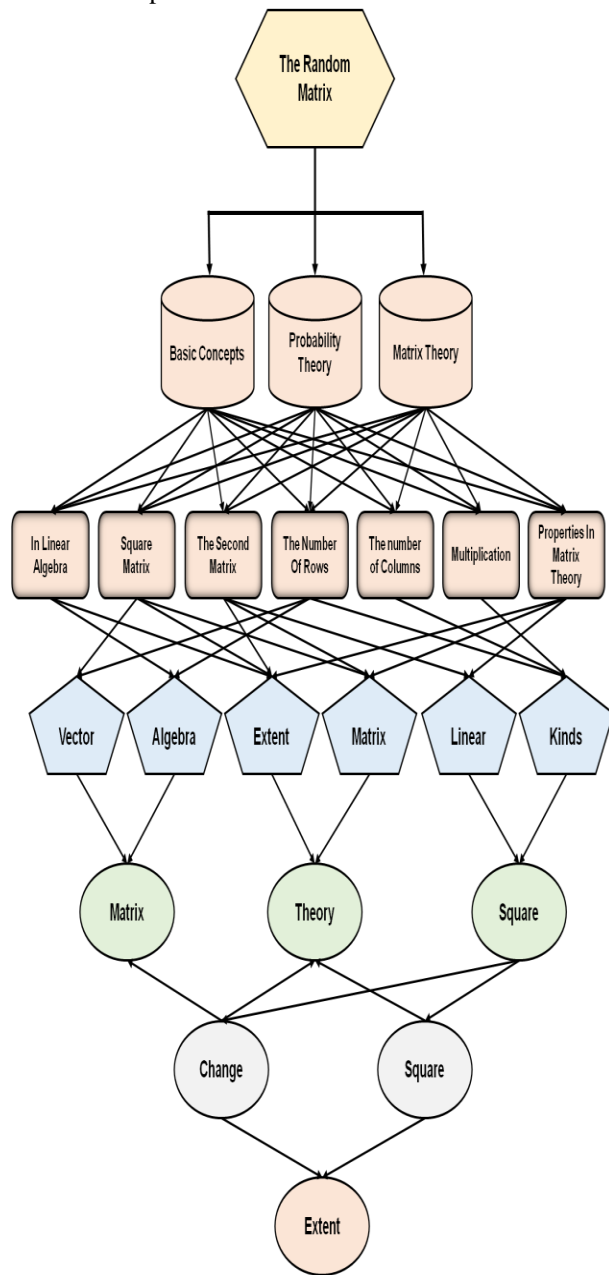 The Random
Matrix
Basic Concepts
Probability
Theory
Matrix Theory
In Linear
Algebra
Square
Matrix
The Second
Matrix
The Number
Of Rows
The number
of Columns
Multiplication
Properties In
Matrix
Theory
Vector
Algebra
Extent
Matrix
Linear
Kinds
Matrix
Theory
Square
Change
Square
Extent